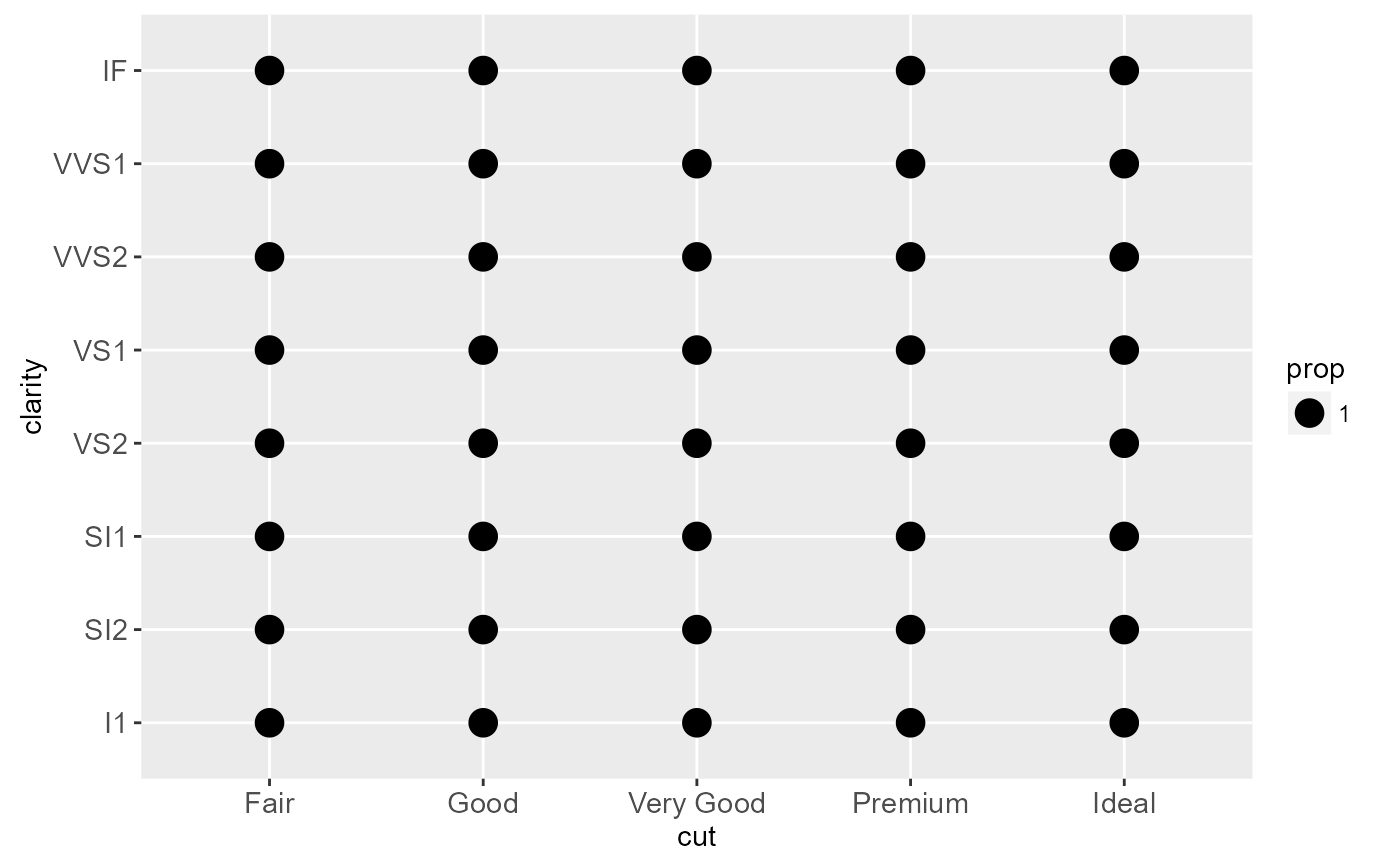 IF
VVS1
VVS2
VS1
VS2
SI1
SI2
I1
clarity
Fair Good Very Good Premium Ideal
cut
prop
1